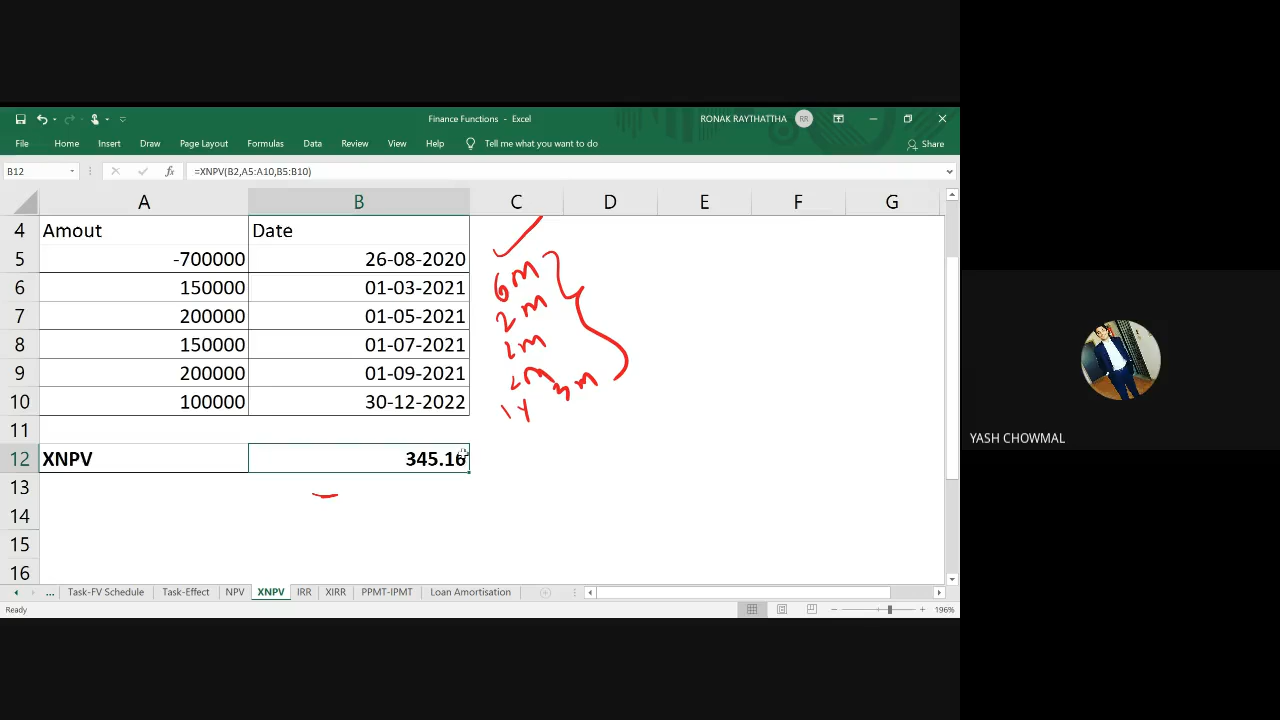 Finance Functions - Excel
RONAK RAYTHATTHA RR
File Home Insert Draw Page Layout Formulas Data Review View Help Tell me what you want to do Share
B12 fx =XNPV(B2,A5:A10,B5:B10)
A B C D E F G
4 Amout Date
5 -700000 26-08-2020 6m
6 150000 01-03-2021 2m
7 200000 01-05-2021
8 150000 01-07-2021 2m
9 200000 01-09-2021 2m 3m
10 100000 30-12-2022 1Y
11
12 XNPV 345.16
13
14
15
16
YASH CHOWMAL
... Task-FV Schedule Task-Effect NPV XNPV IRR XIRR PPMT-IPMT Loan Amortisation
Ready 196%